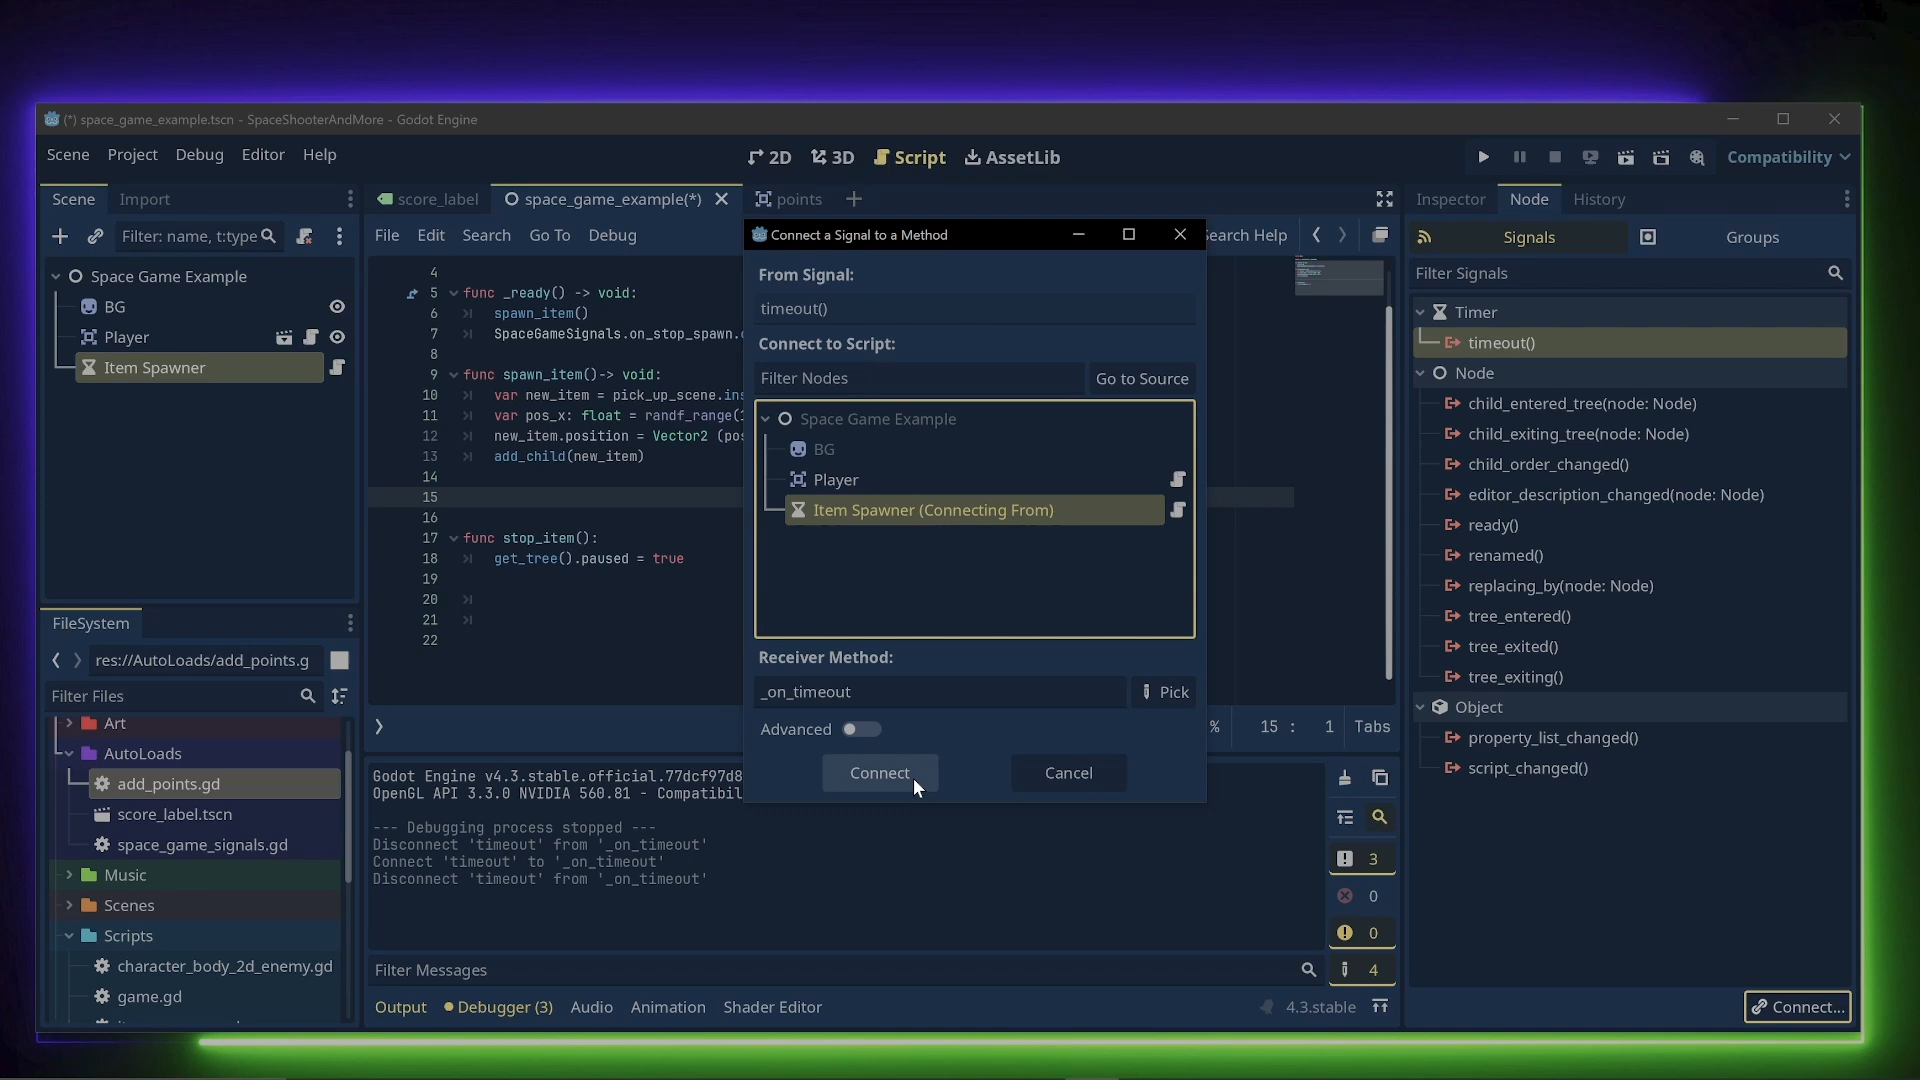 (*) space_game_example.tscn - SpaceShooterAndMore - Godot Engine
Scene Project Debug Editor Help
2D 3D Script AssetLib
Compatibility
Scene Import
Filter: name, t:type
Space Game Example
BG
Player
Item Spawner
FileSystem
res://AutoLoads/add_points.g
Filter Files
Art
AutoLoads
add_points.gd
score_label.tscn
space_game_signals.gd
Music
Scenes
Scripts
character_body_2d_enemy.gd
game.gd
score_label space_game_example(*) points
File Edit Search Go To Debug
Search Help
4
5 func _ready() -> void:
6 spawn_item()
7 SpaceGameSignals.on_stop_spawn.
8
9 func spawn_item()-> void:
10 var new_item = pick_up_scene.ins
11 var pos_x: float = randf_range(
12 new_item.position = Vector2 (pos
13 add_child(new_item)
14
15
16
17 func stop_item():
18 get_tree().paused = true
19
20
21
22
% 15 : 1 Tabs
Connect a Signal to a Method
From Signal:
timeout()
Connect to Script:
Filter Nodes Go to Source
Space Game Example
BG
Player
Item Spawner (Connecting From)
Receiver Method:
_on_timeout Pick
Advanced
Connect Cancel
Godot Engine v4.3.stable.official.77dcf97d8
OpenGL API 3.3.0 NVIDIA 560.81 - Compatibil
--- Debugging process stopped ---
Disconnect 'timeout' from '_on_timeout'
Connect 'timeout' to '_on_timeout'
Disconnect 'timeout' from '_on_timeout'
3
0
0
4
Filter Messages
Output Debugger (3) Audio Animation Shader Editor
4.3.stable
Inspector Node History
Signals Groups
Filter Signals
Timer
timeout()
Node
child_entered_tree(node: Node)
child_exiting_tree(node: Node)
child_order_changed()
editor_description_changed(node: Node)
ready()
renamed()
replacing_by(node: Node)
tree_entered()
tree_exited()
tree_exiting()
Object
property_list_changed()
script_changed()
Connect...